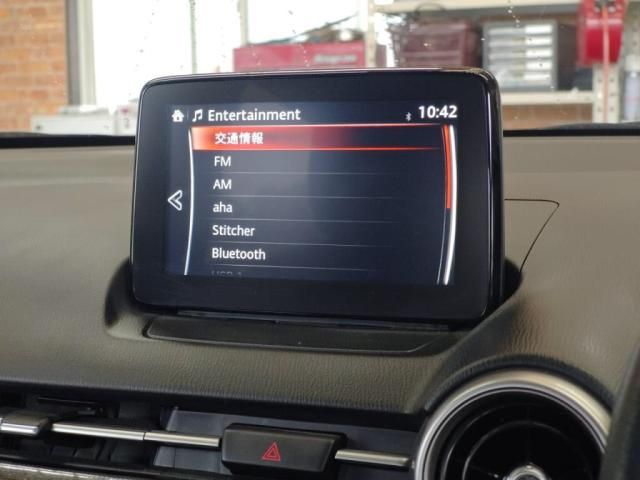 Entertainment 10:42
交通情報
FM
AM
aha
Stitcher
Bluetooth